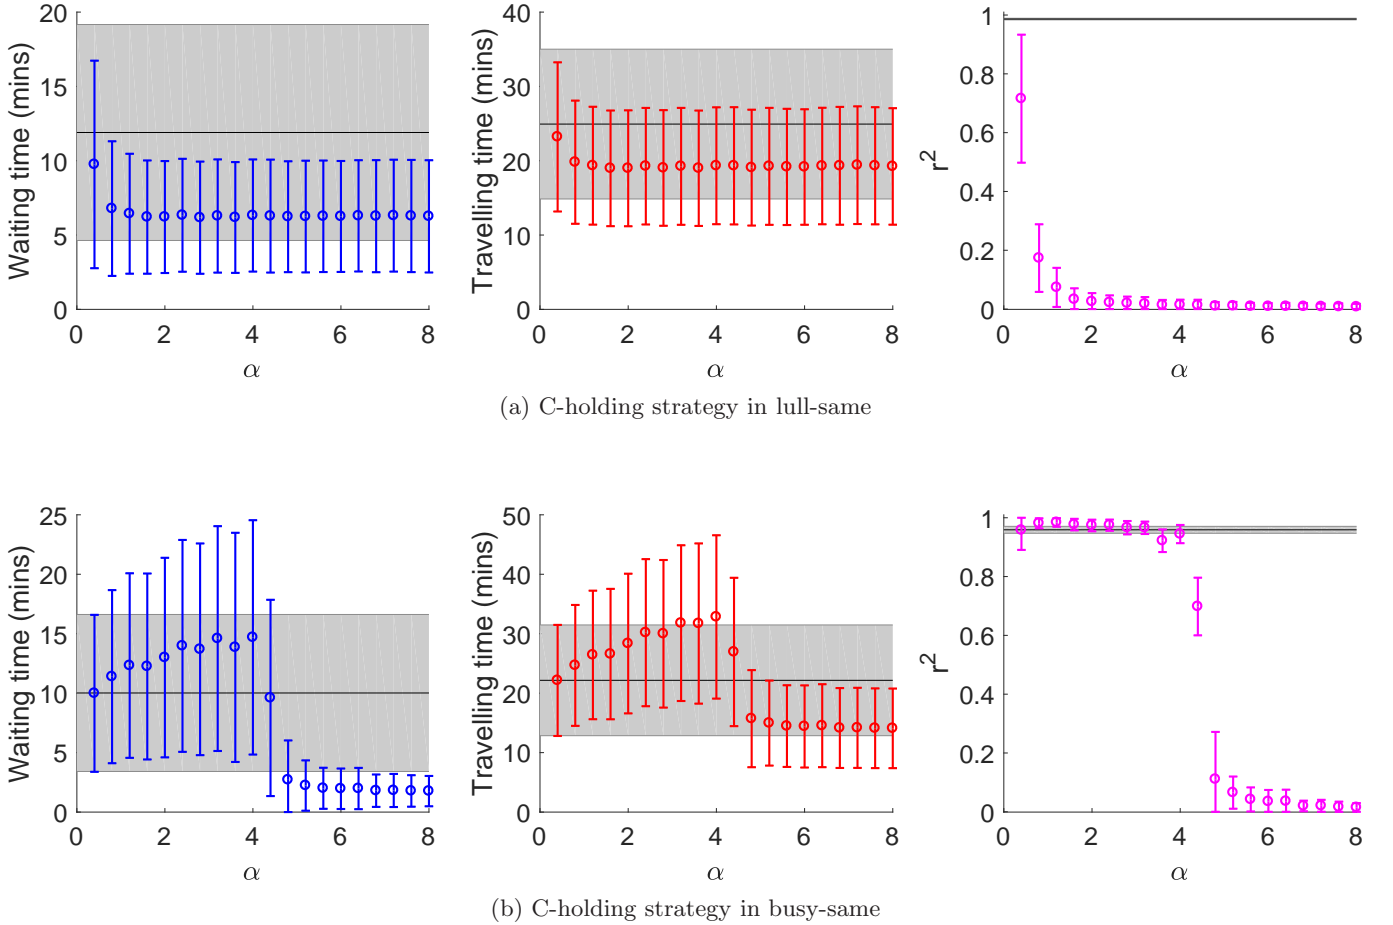 20
15
10
5
0
0 2 4 6 8
Waiting time (mins)
α
40
30
20
10
0
0 2 4 6 8
Travelling time (mins)
α
1
0.8
0.6
0.4
0.2
0
0 2 4 6 8
r²
α
(a) C-holding strategy in lull-same
25
20
15
10
5
0
0 2 4 6 8
Waiting time (mins)
α
50
40
30
20
10
0
0 2 4 6 8
Travelling time (mins)
α
1
0.8
0.6
0.4
0.2
0
0 2 4 6 8
r²
α
(b) C-holding strategy in busy-same